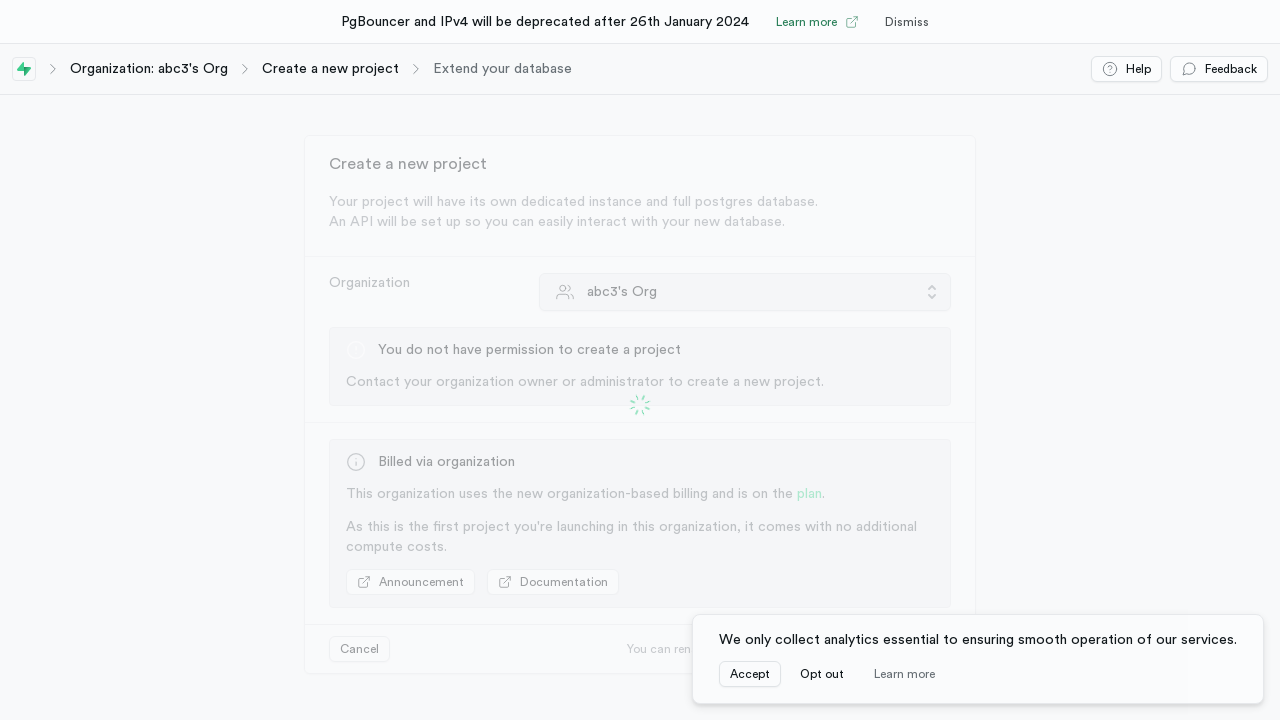 PgBouncer and IPv4 will be deprecated after 26th January 2024 Learn more Dismiss
Organization: abc3's Org Create a new project Extend your database Help Feedback
Create a new project
Your project will have its own dedicated instance and full postgres database.
An API will be set up so you can easily interact with your new database.
Organization abc3's Org
You do not have permission to create a project
Contact your organization owner or administrator to create a new project.
Billed via organization
This organization uses the new organization-based billing and is on the plan.
As this is the first project you're launching in this organization, it comes with no additional
compute costs.
Announcement Documentation
Cancel You can ren
We only collect analytics essential to ensuring smooth operation of our services.
Accept Opt out Learn more